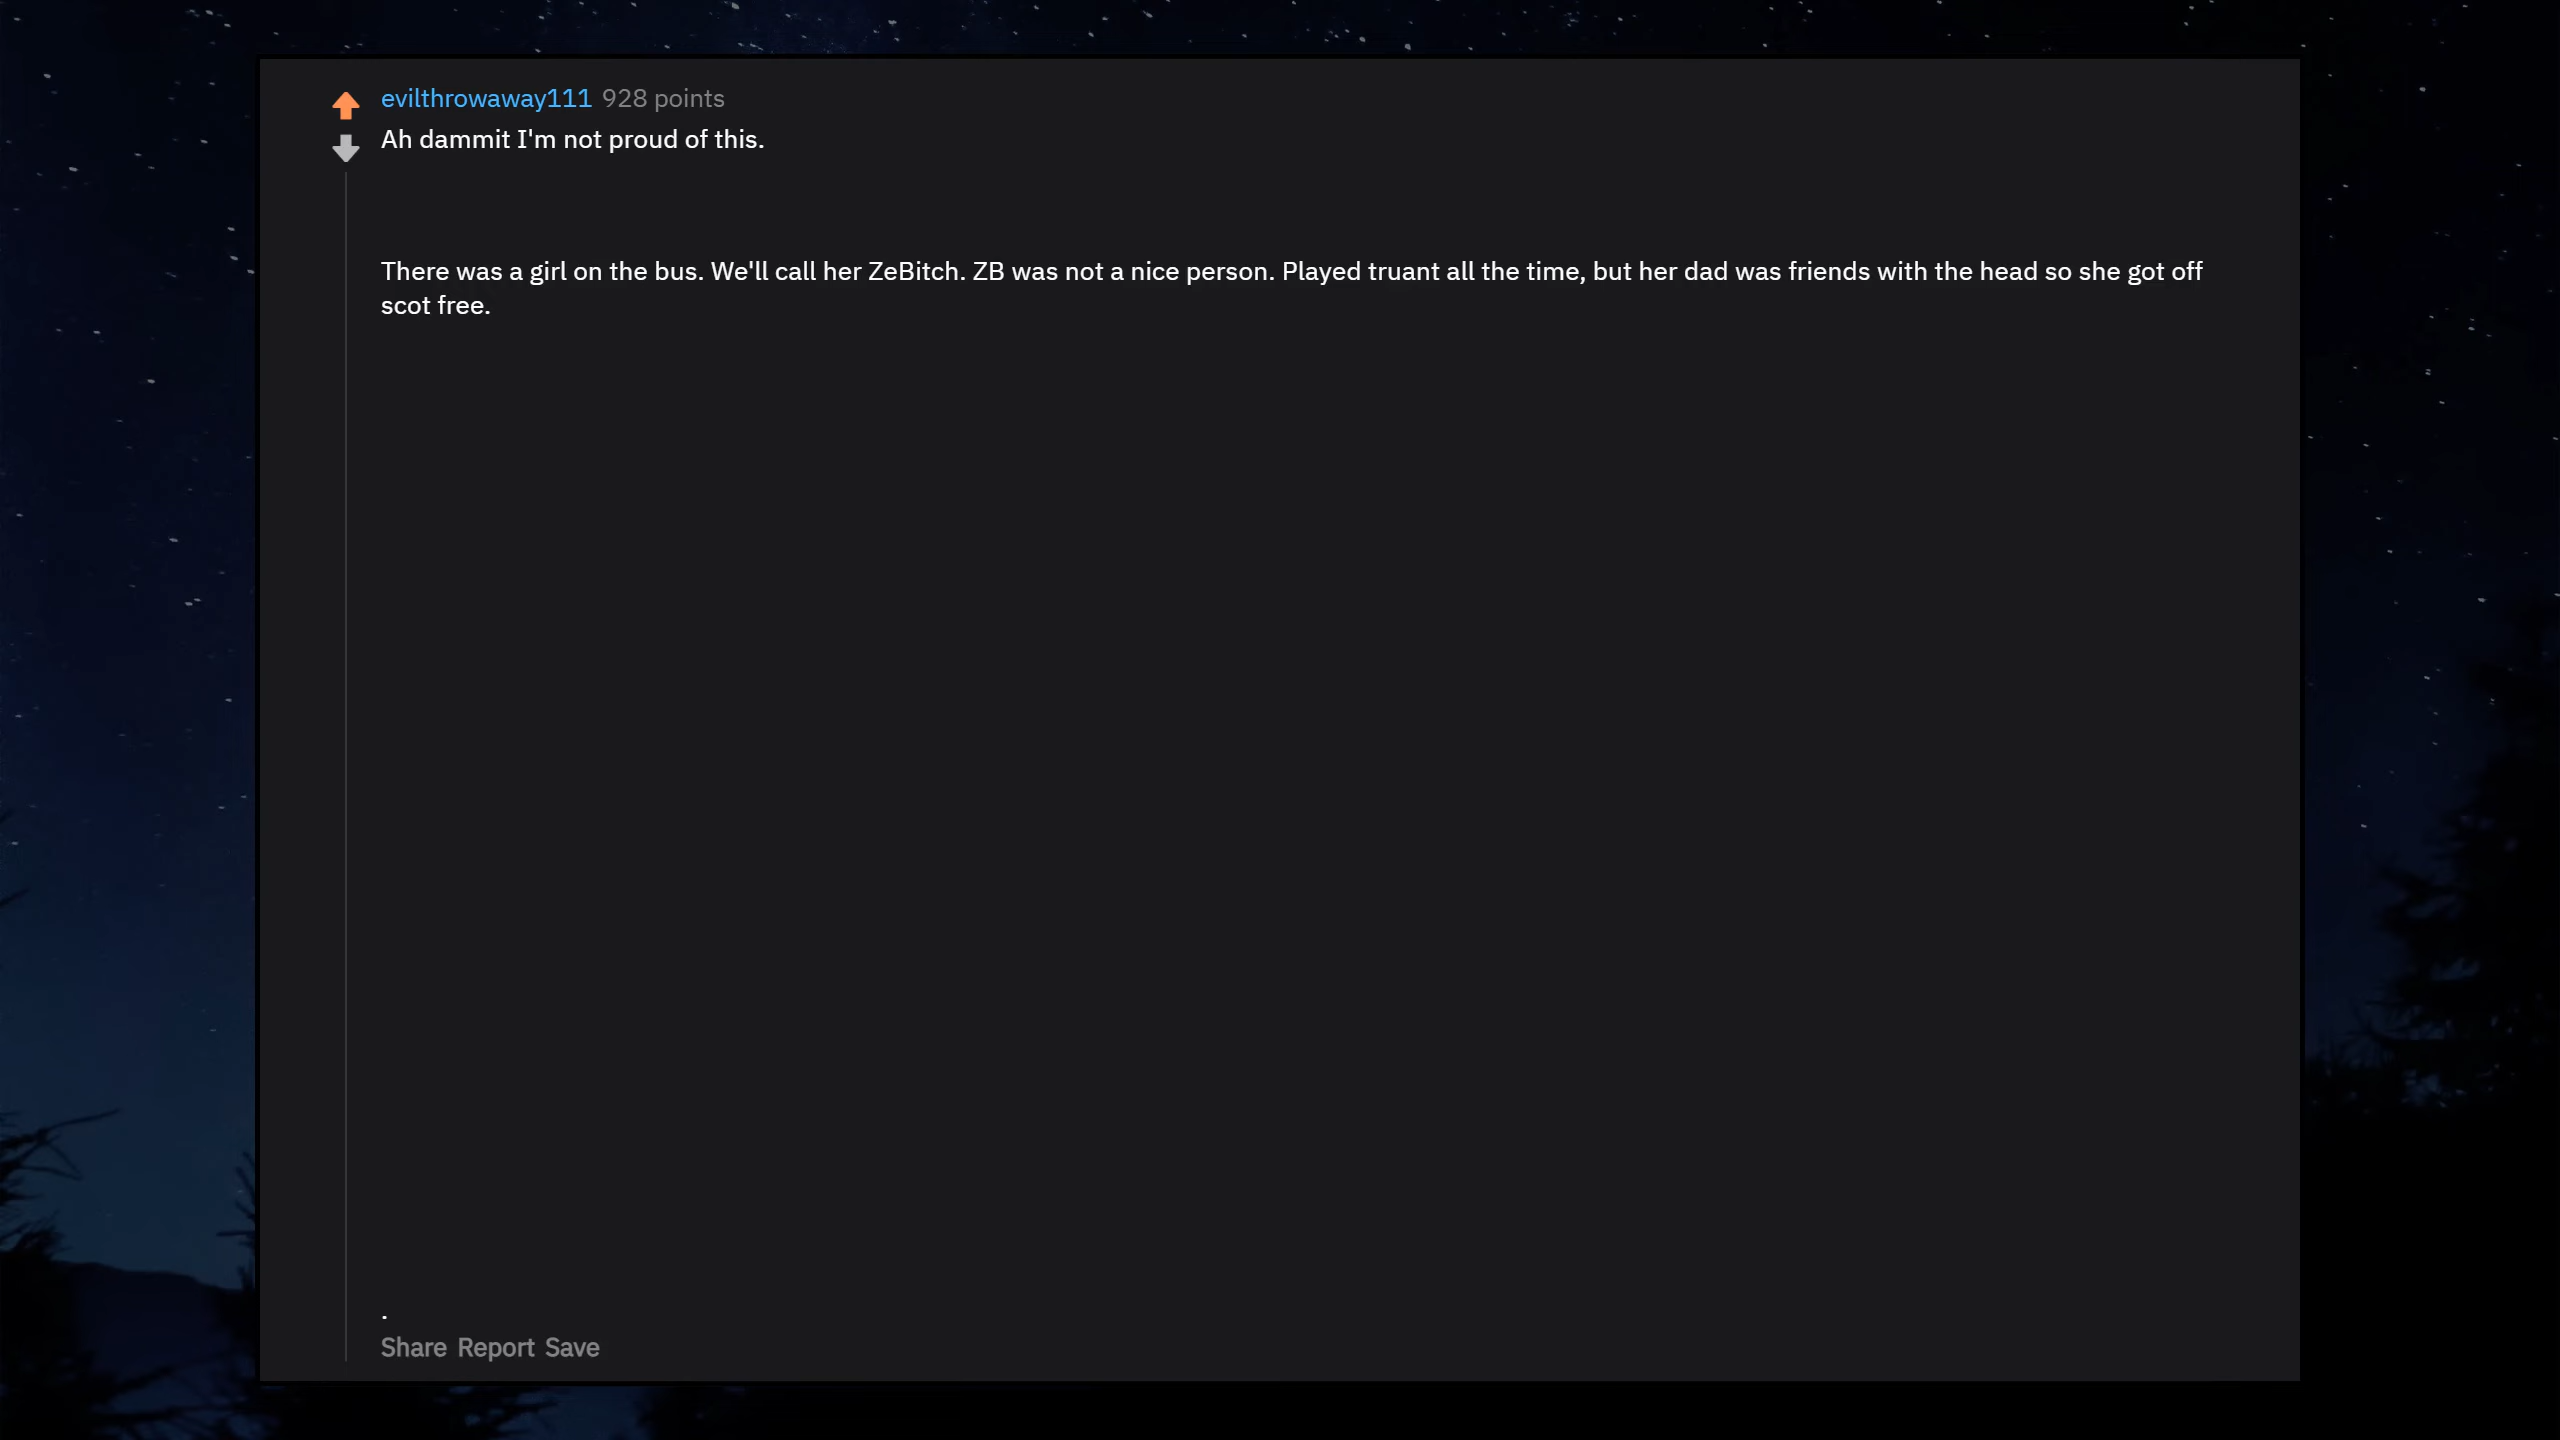 evilthrowaway111 928 points
Ah dammit I'm not proud of this.
There was a girl on the bus. We'll call her ZeBitch. ZB was not a nice person. Played truant all the time, but her dad was friends with the head so she got off
scot free.
.
Share Report Save